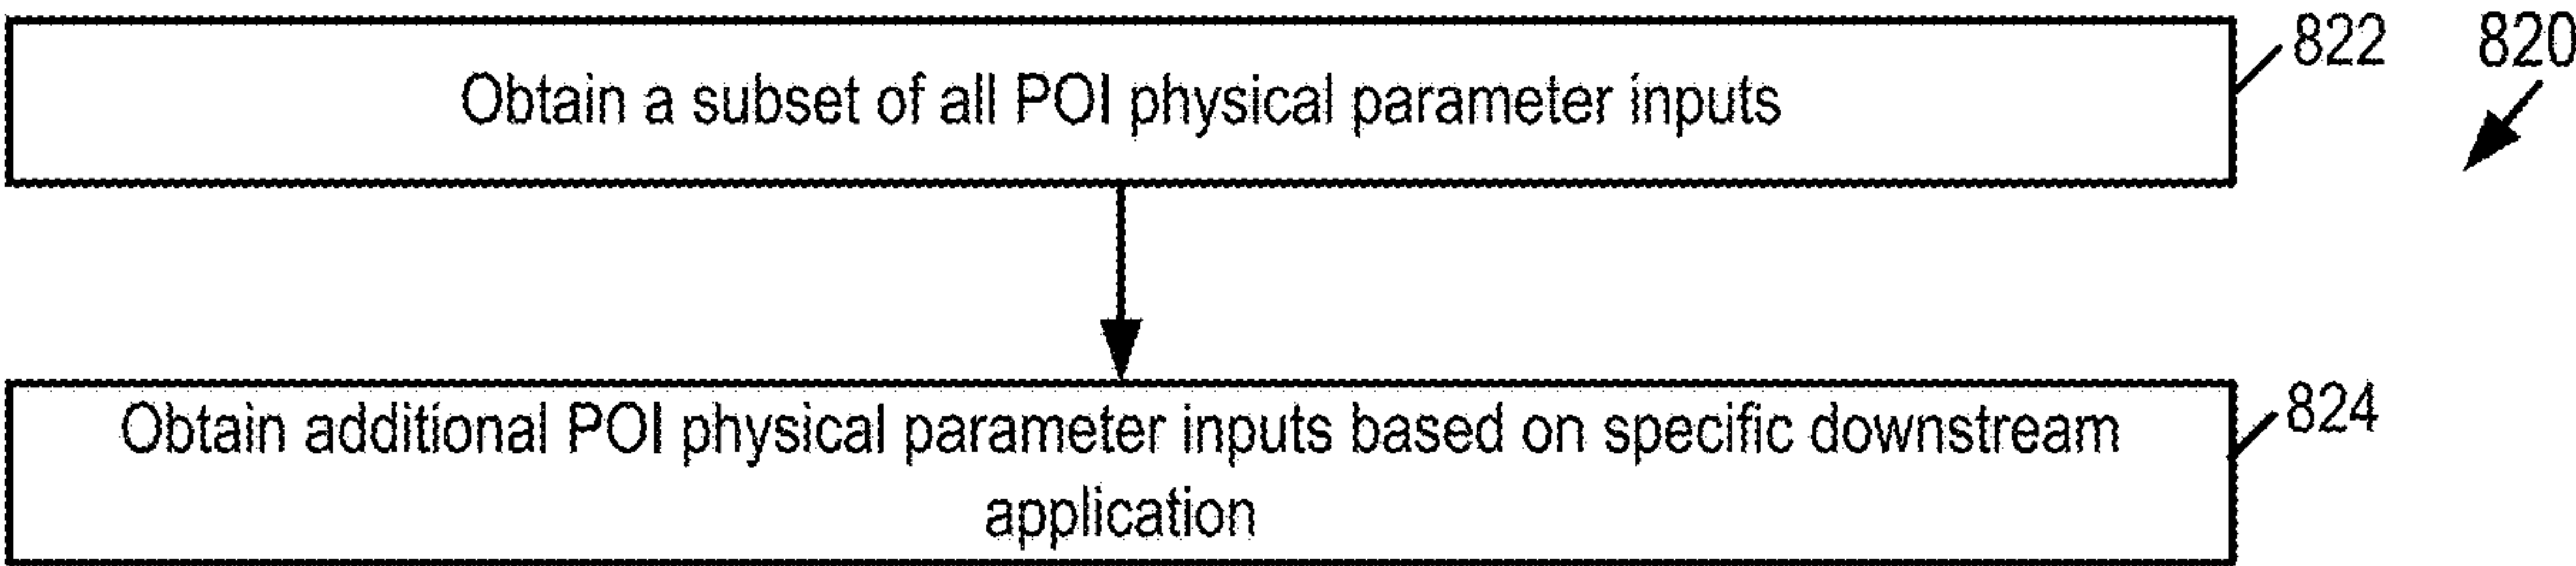 822
820
Obtain a subset of all POI physical parameter inputs
Obtain additional POI physical parameter inputs based on specific downstream
application
824